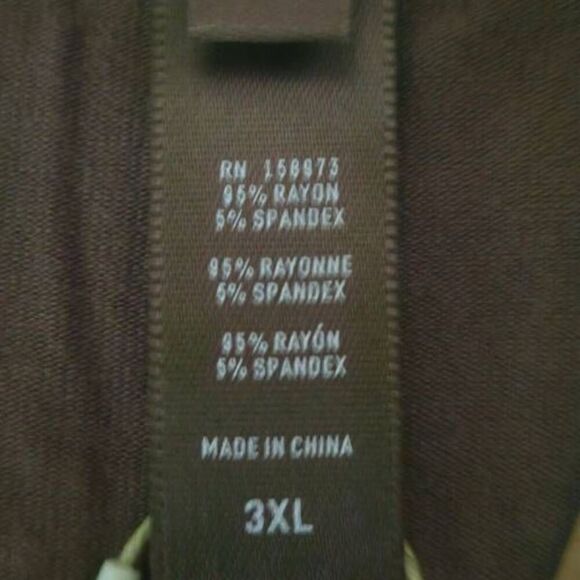 RN 158973
95% RAYON
5% SPANDEX
95% RAYONNE
5% SPANDEX
95% RAYÓN
5% SPANDEX
MADE IN CHINA
3XL